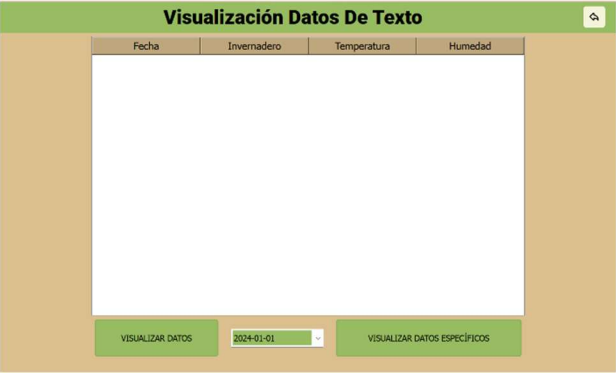 Visualización Datos De Texto
Fecha Invernadero Temperatura Humedad
VISUALIZAR DATOS 2024-01-01 VISUALIZAR DATOS ESPECÍFICOS